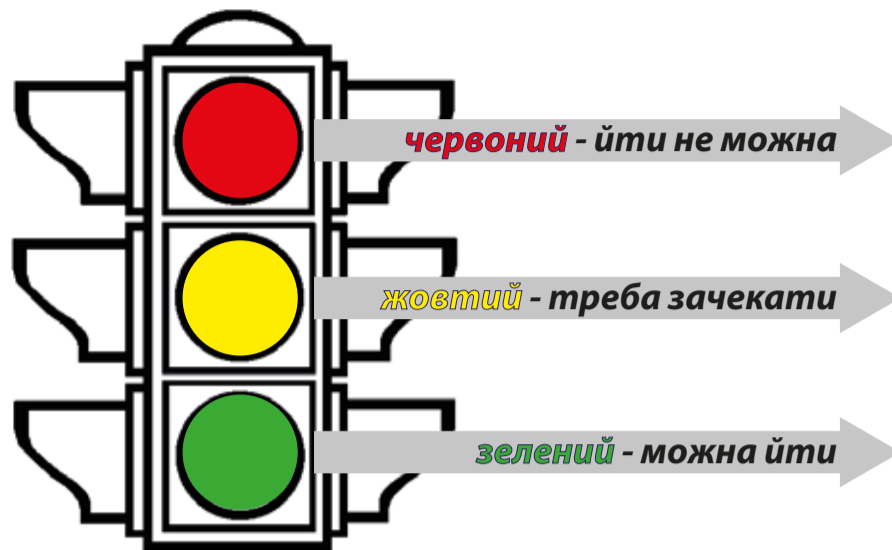 червоний - йти не можна
жовтий - треба зачекати
зелений - можна йти